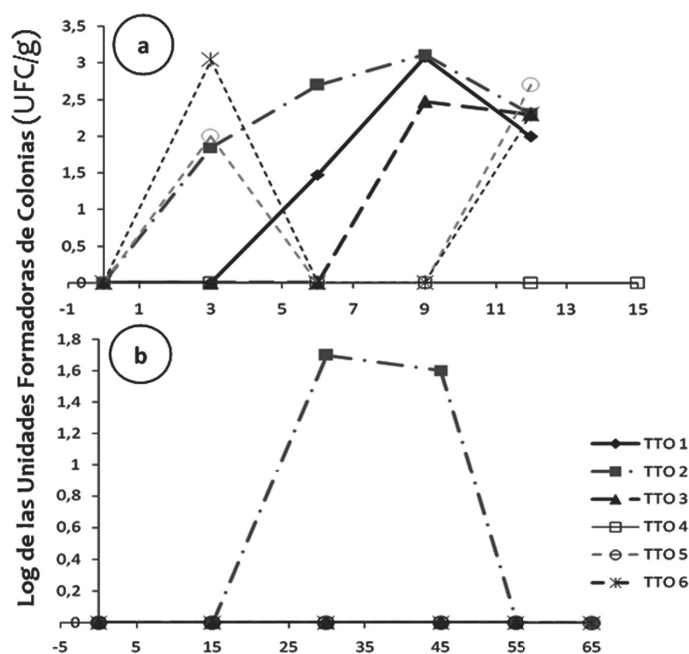 Log de las Unidades Formadoras de Colonias (UFC/g)
a
3,5
3
2,5
2
1,5
1
0,5
0
-1 1 3 5 7 9 11 13 15
b
1,8
1,6
1,4
1,2
1
0,8
0,6
0,4
0,2
0
-5 5 15 25 35 45 55 65
TTO 1
TTO 2
TTO 3
TTO 4
TTO 5
TTO 6